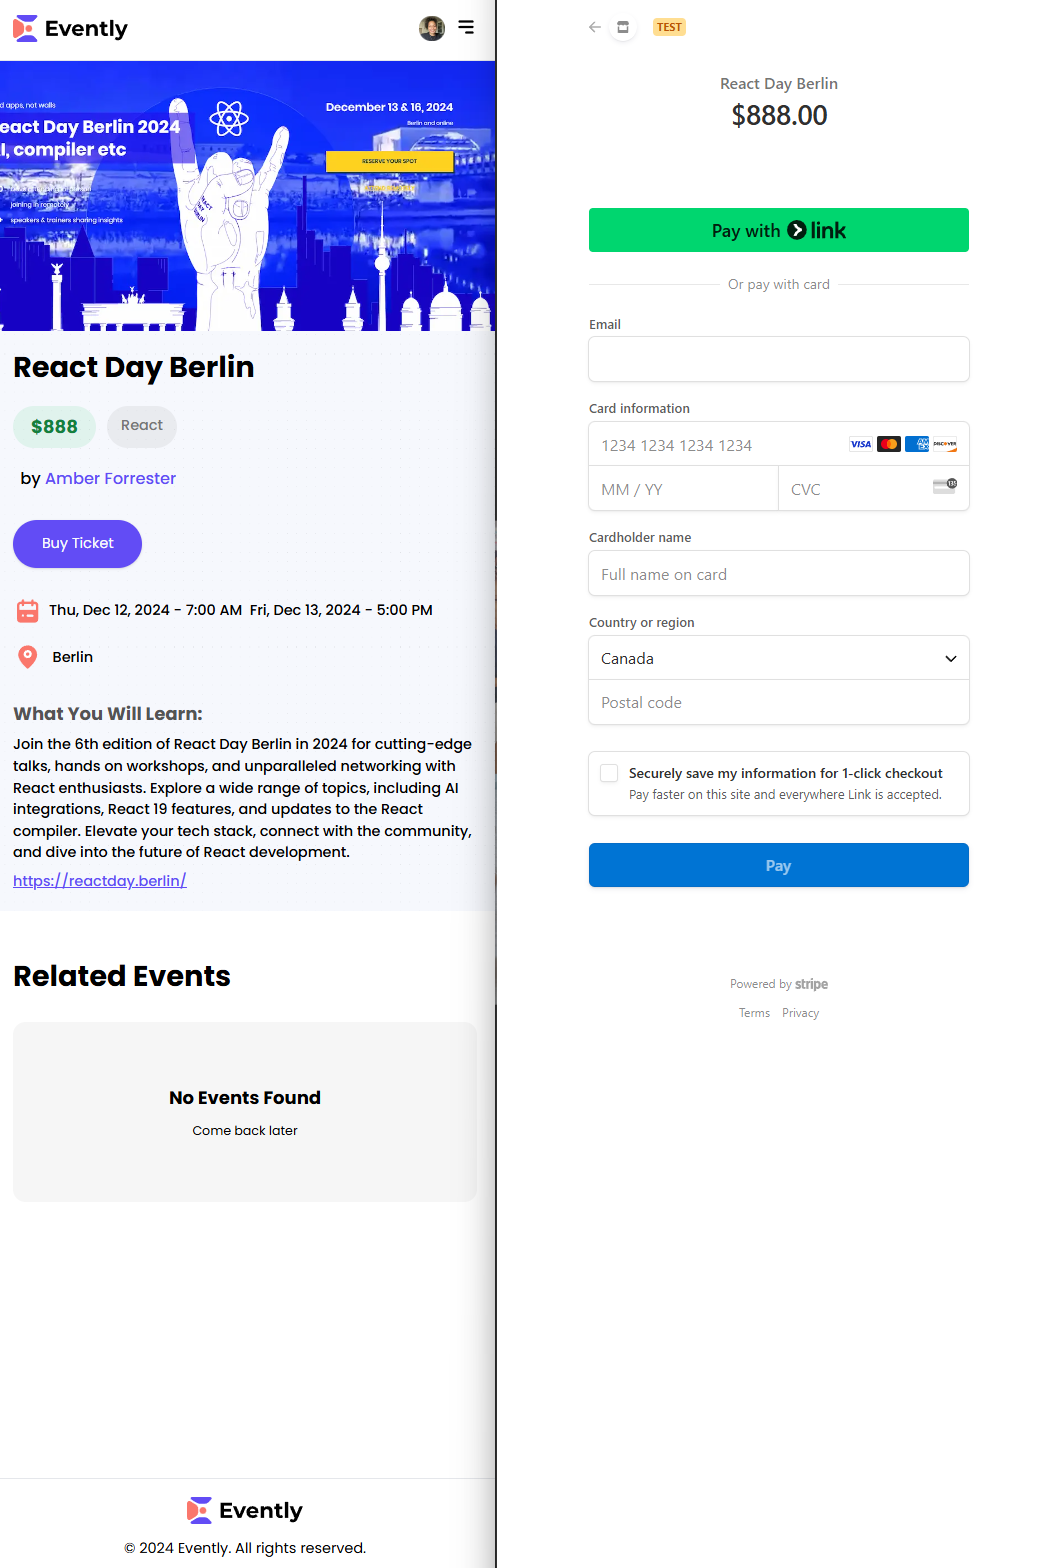 Evently
d apps, not walls
eact Day Berlin 2024
I, compiler etc
joining in remotely
speakers & trainers sharing insights
December 13 & 16, 2024
Berlin and online
RESERVE YOUR SPOT
REACT
DAY
BERLIN
React Day Berlin
$888
React
by Amber Forrester
Buy Ticket
Thu, Dec 12, 2024 - 7:00 AM Fri, Dec 13, 2024 - 5:00 PM
Berlin
What You Will Learn:
Join the 6th edition of React Day Berlin in 2024 for cutting-edge
talks, hands on workshops, and unparalleled networking with
React enthusiasts. Explore a wide range of topics, including AI
integrations, React 19 features, and updates to the React
compiler. Elevate your tech stack, connect with the community,
and dive into the future of React development.
https://reactday.berlin/
Related Events
No Events Found
Come back later
Evently
© 2024 Evently. All rights reserved.
TEST
React Day Berlin
$888.00
Pay with link
Or pay with card
Email
Card information
1234 1234 1234 1234
VISA
AM
EX
DISCOVER
MM / YY
CVC
135
Cardholder name
Full name on card
Country or region
Canada
Postal code
Securely save my information for 1-click checkout
Pay faster on this site and everywhere Link is accepted.
Pay
Powered by stripe
Terms Privacy